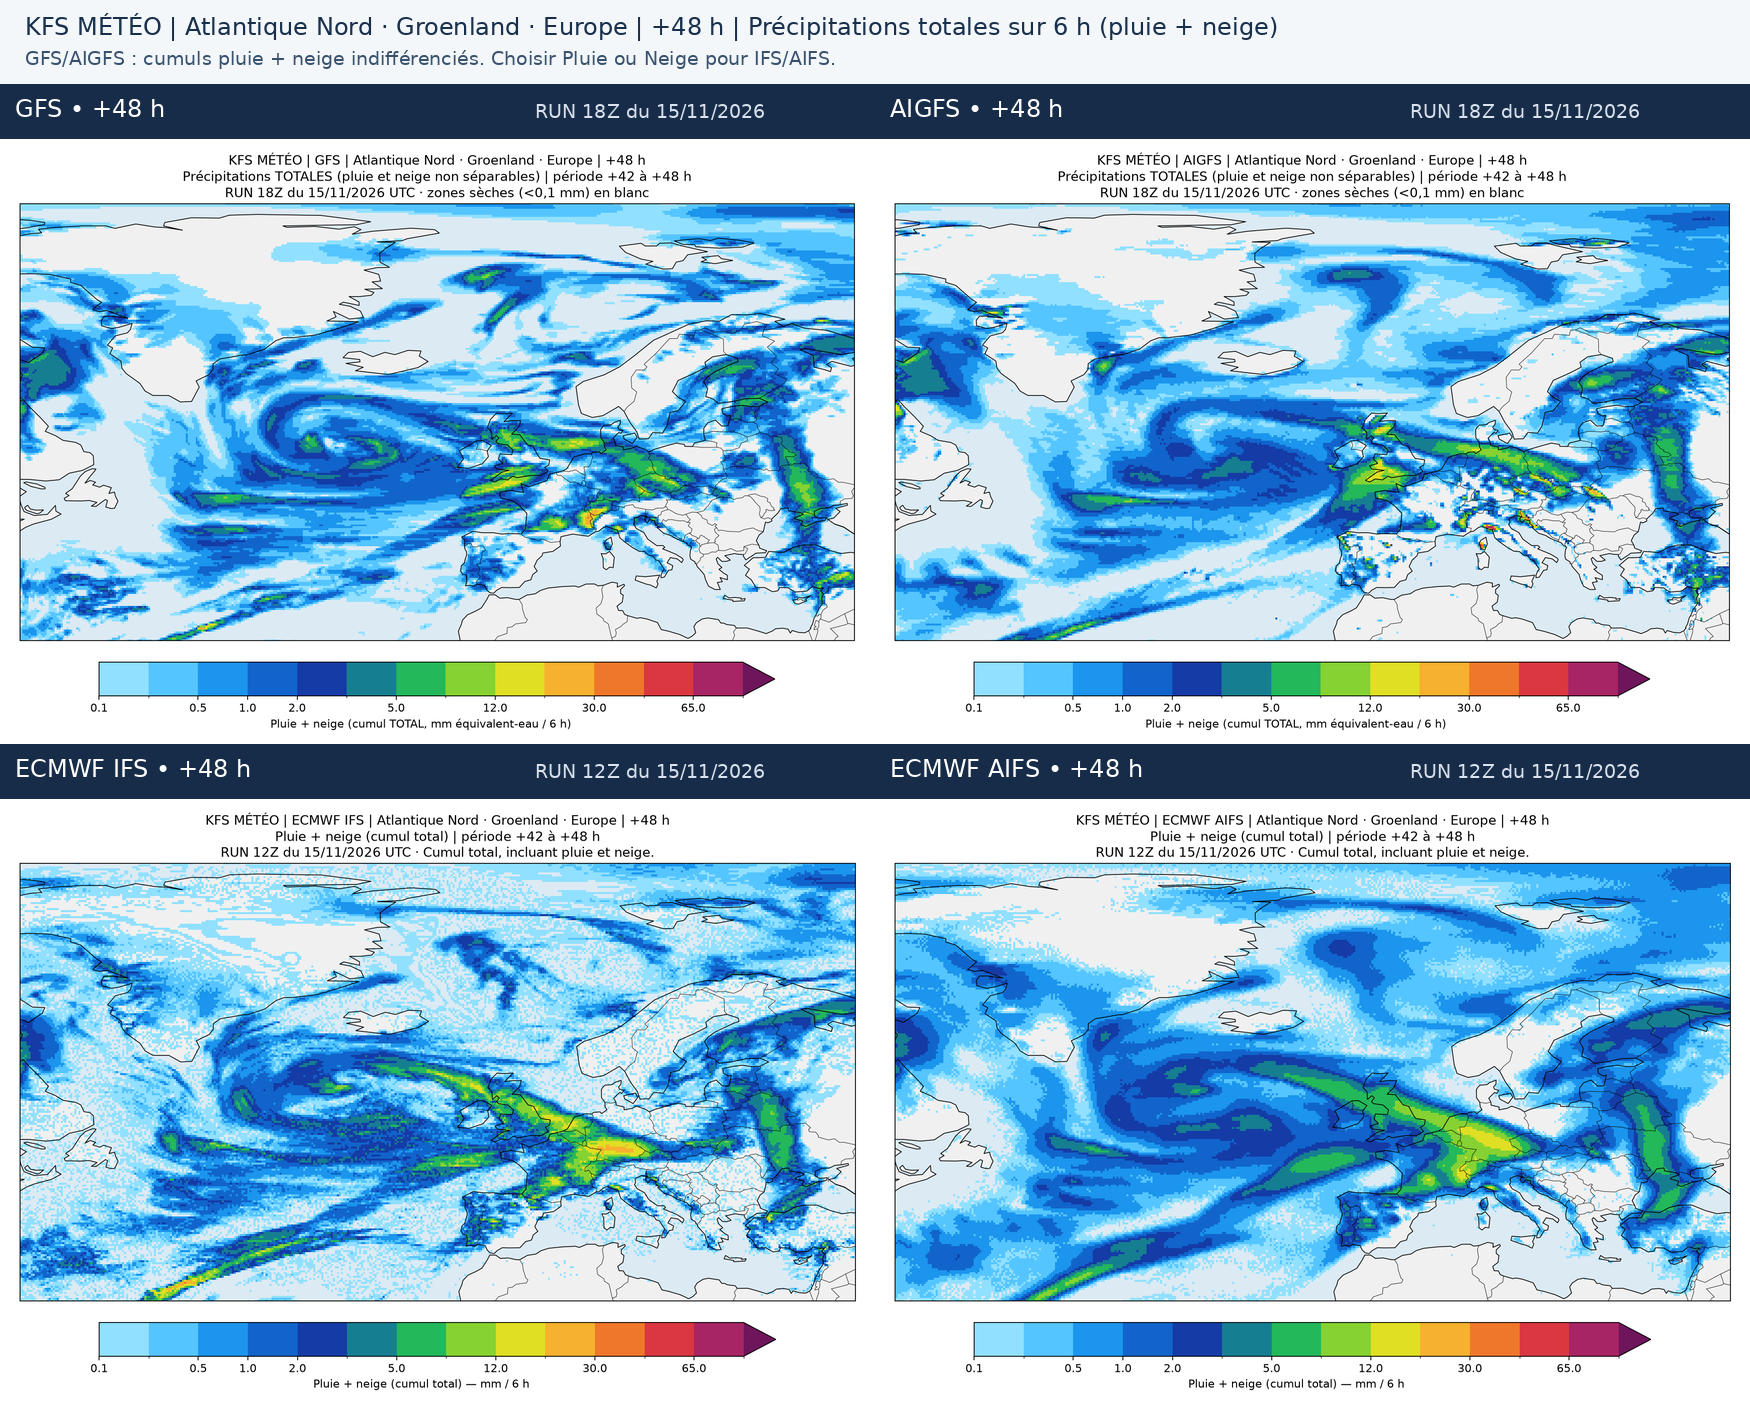 KFS MÉTÉO | Atlantique Nord · Groenland · Europe | +48 h | Précipitations totales sur 6 h (pluie + neige)
GFS/AIGFS : cumuls pluie + neige indifférenciés. Choisir Pluie ou Neige pour IFS/AIFS.
GFS • +48 h RUN 18Z du 15/11/2026
KFS MÉTÉO | GFS | Atlantique Nord · Groenland · Europe | +48 h
Précipitations TOTALES (pluie et neige non séparables) | période +42 à +48 h
RUN 18Z du 15/11/2026 UTC · zones sèches (<0,1 mm) en blanc
0.1 0.5 1.0 2.0 5.0 12.0 30.0 65.0
Pluie + neige (cumul TOTAL, mm équivalent-eau / 6 h)
AIGFS • +48 h RUN 18Z du 15/11/2026
KFS MÉTÉO | AIGFS | Atlantique Nord · Groenland · Europe | +48 h
Précipitations TOTALES (pluie et neige non séparables) | période +42 à +48 h
RUN 18Z du 15/11/2026 UTC · zones sèches (<0,1 mm) en blanc
0.1 0.5 1.0 2.0 5.0 12.0 30.0 65.0
Pluie + neige (cumul TOTAL, mm équivalent-eau / 6 h)
ECMWF IFS • +48 h RUN 12Z du 15/11/2026
KFS MÉTÉO | ECMWF IFS | Atlantique Nord · Groenland · Europe | +48 h
Pluie + neige (cumul total) | période +42 à +48 h
RUN 12Z du 15/11/2026 UTC · Cumul total, incluant pluie et neige.
0.1 0.5 1.0 2.0 5.0 12.0 30.0 65.0
Pluie + neige (cumul total) — mm / 6 h
ECMWF AIFS • +48 h RUN 12Z du 15/11/2026
KFS MÉTÉO | ECMWF AIFS | Atlantique Nord · Groenland · Europe | +48 h
Pluie + neige (cumul total) | période +42 à +48 h
RUN 12Z du 15/11/2026 UTC · Cumul total, incluant pluie et neige.
0.1 0.5 1.0 2.0 5.0 12.0 30.0 65.0
Pluie + neige (cumul total) — mm / 6 h